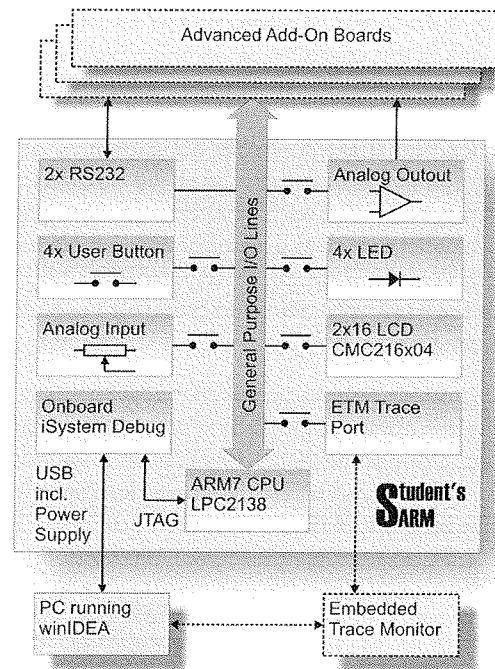 Advanced Add-On Boards
2x RS232
Analog Outout
4x User Button
4x LED
General Purpose I/O Lines
Analog Input
2x16 LCD
CMC216x04
Onboard
iSystem Debug
ETM Trace
Port
USB
incl.
Power
Supply
JTAG
ARM7 CPU
LPC2138
Student's
ARM
PC running
winIDEA
Embedded
Trace Monitor